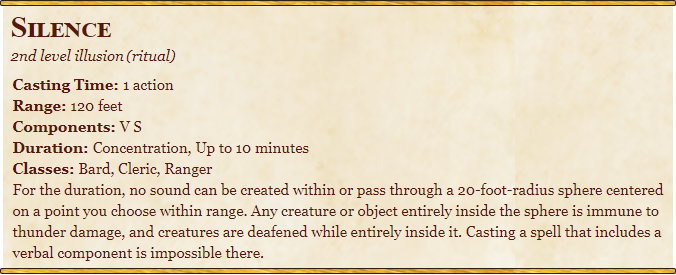 SILENCE
2nd level illusion (ritual)
Casting Time: 1 action
Range: 120 feet
Components: V S
Duration: Concentration, Up to 10 minutes
Classes: Bard, Cleric, Ranger
For the duration, no sound can be created within or pass through a 20-foot-radius sphere centered
on a point you choose within range. Any creature or object entirely inside the sphere is immune to
thunder damage, and creatures are deafened while entirely inside it. Casting a spell that includes a
verbal component is impossible there.